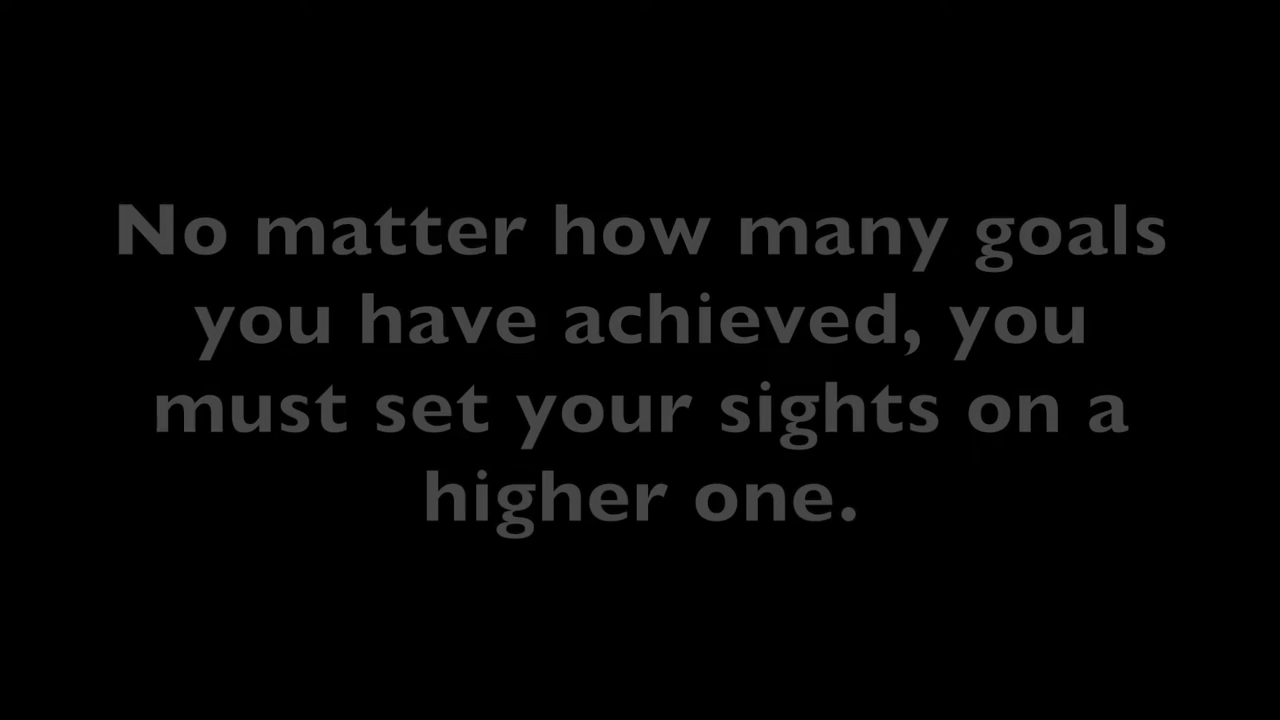 No matter how many goals
you have achieved, you
must set your sights on a
higher one.